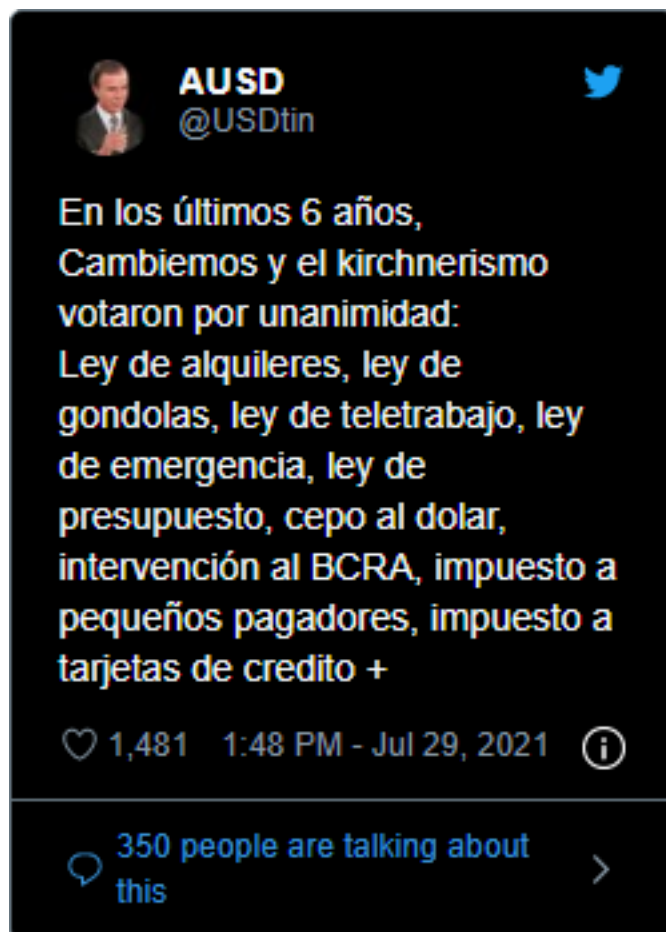 AUSD
@USDtin
En los últimos 6 años,
Cambiemos y el kirchnerismo
votaron por unanimidad:
Ley de alquileres, ley de
gondolas, ley de teletrabajo, ley
de emergencia, ley de
presupuesto, cepo al dolar,
intervención al BCRA, impuesto a
pequeños pagadores, impuesto a
tarjetas de credito +
1,481 1:48 PM - Jul 29, 2021
350 people are talking about
this